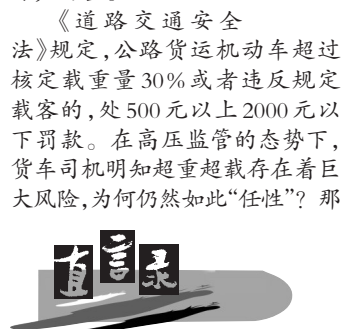 《道路交通安全
法》规定，公路货运机动车超过
核定载重量30%或者违反规定
载客的，处500元以上2000元以
下罚款。在高压监管的态势下，
货车司机明知超重超载存在着巨
大风险，为何仍然如此“任性”？那
直言录